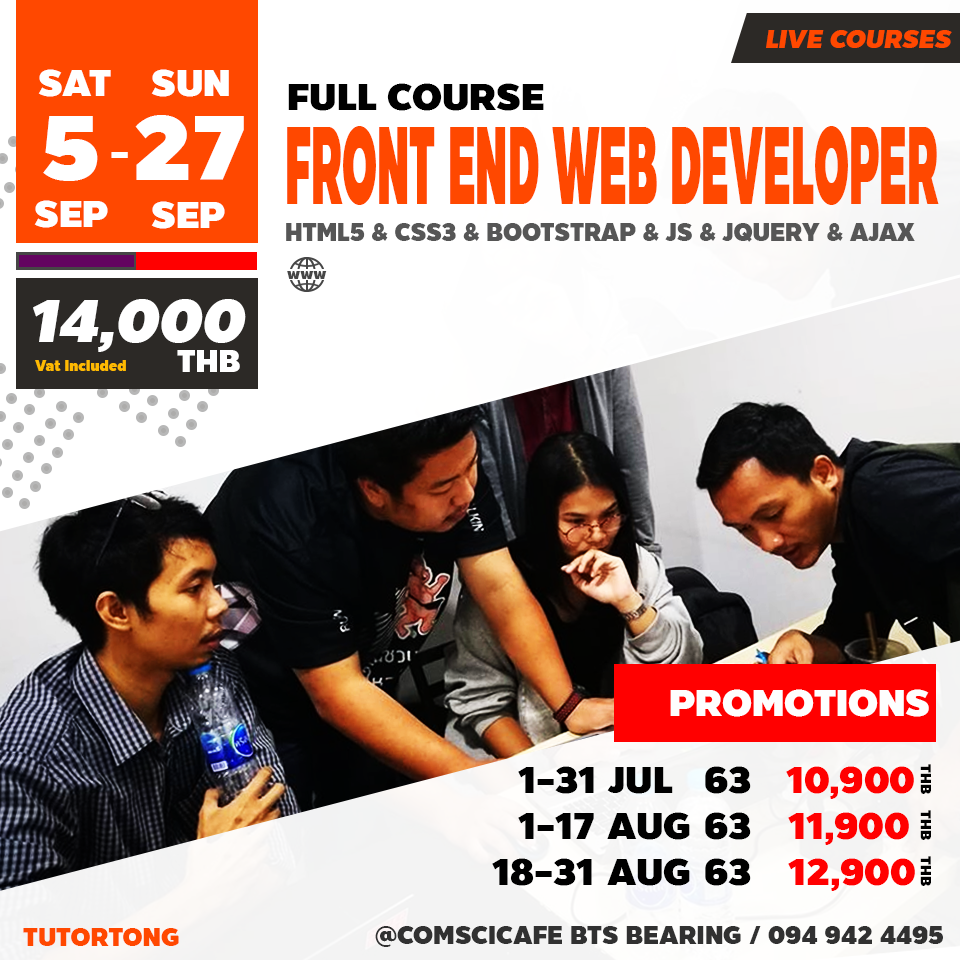 LIVE COURSES
SAT SUN
5 - 27
SEP SEP
14,000
Vat Included THB
FULL COURSE
FRONT END WEB DEVELOPER
HTML5 & CSS3 & BOOTSTRAP & JS & JQUERY & AJAX
WWW
PROMOTIONS
1-31 JUL 63 10,900 THB
1-17 AUG 63 11,900 THB
18-31 AUG 63 12,900 THB
TUTORTONG
@COMSCICAFE BTS BEARING / 094 942 4495